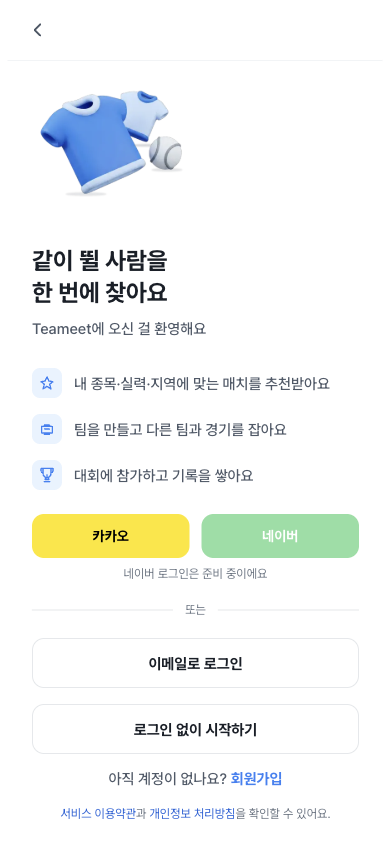 같이 뛸 사람을
한 번에 찾아요
Teameet에 오신 걸 환영해요
내 종목·실력·지역에 맞는 매치를 추천받아요
팀을 만들고 다른 팀과 경기를 잡아요
대회에 참가하고 기록을 쌓아요
카카오 네이버
네이버 로그인은 준비 중이에요
또는
이메일로 로그인
로그인 없이 시작하기
아직 계정이 없나요? 회원가입
서비스 이용약관과 개인정보 처리방침을 확인할 수 있어요.